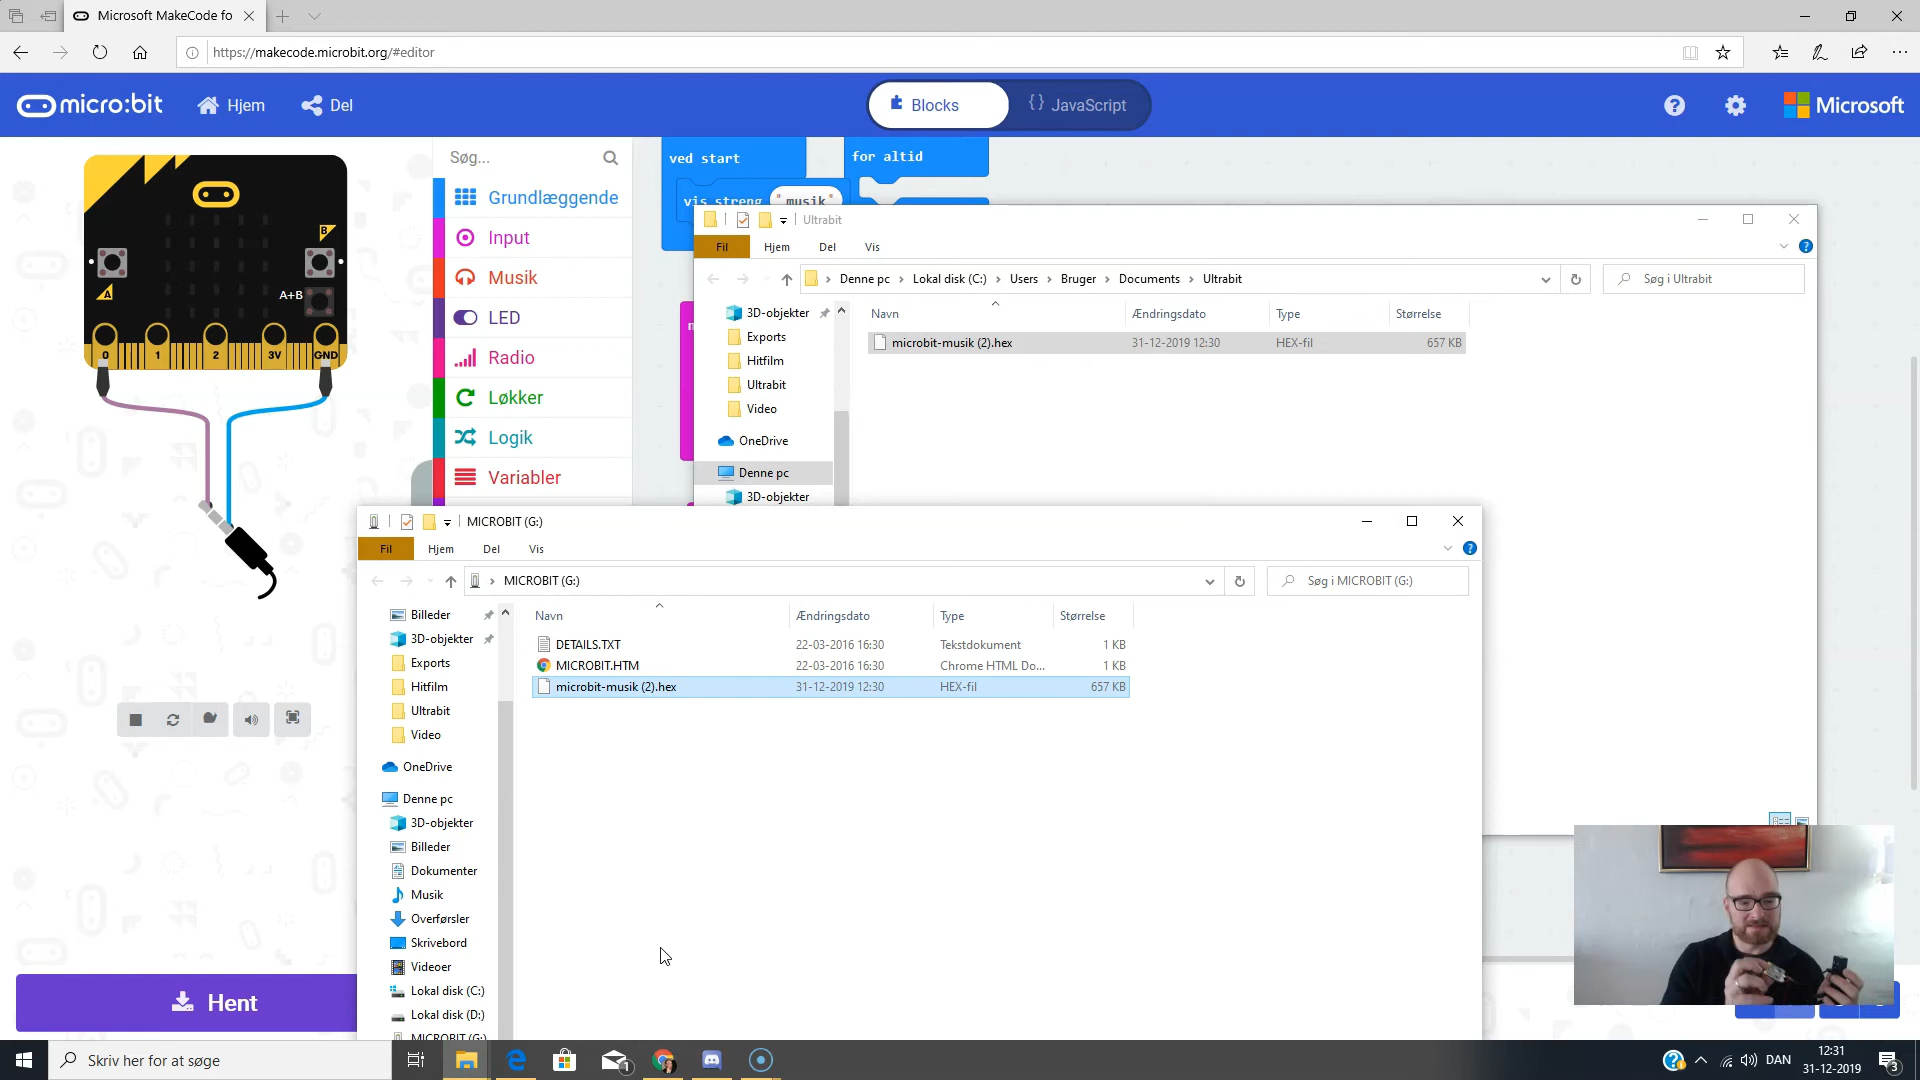 Microsoft MakeCode fo
https://makecode.microbit.org/#editor
micro:bit
Hjem
Del
Blocks
{} JavaScript
?
Microsoft
B
A
A+B
0 1 2 3V GND
Søg...
Grundlæggende
Input
Musik
LED
Radio
Løkker
Logik
Variabler
ved start
vis streng "musik"
for altid
Ultrabit
Fil Hjem Del Vis
Denne pc › Lokal disk (C:) › Users › Bruger › Documents › Ultrabit
Søg i Ultrabit
3D-objekter
Exports
Hitfilm
Ultrabit
Video
OneDrive
Denne pc
3D-objekter
Navn Ændringsdato Type Størrelse
microbit-musik (2).hex 31-12-2019 12:30 HEX-fil 657 KB
MICROBIT (G:)
Fil Hjem Del Vis
› MICROBIT (G:)
Søg i MICROBIT (G:)
Billeder
3D-objekter
Exports
Hitfilm
Ultrabit
Video
OneDrive
Denne pc
3D-objekter
Billeder
Dokumenter
Musik
Overførsler
Skrivebord
Videoer
Lokal disk (C:)
Lokal disk (D:)
MICROBIT (G:)
Navn Ændringsdato Type Størrelse
DETAILS.TXT 22-03-2016 16:30 Tekstdokument 1 KB
MICROBIT.HTM 22-03-2016 16:30 Chrome HTML Do... 1 KB
microbit-musik (2).hex 31-12-2019 12:30 HEX-fil 657 KB
Hent
Skriv her for at søge
1
DAN
12:31
31-12-2019
3